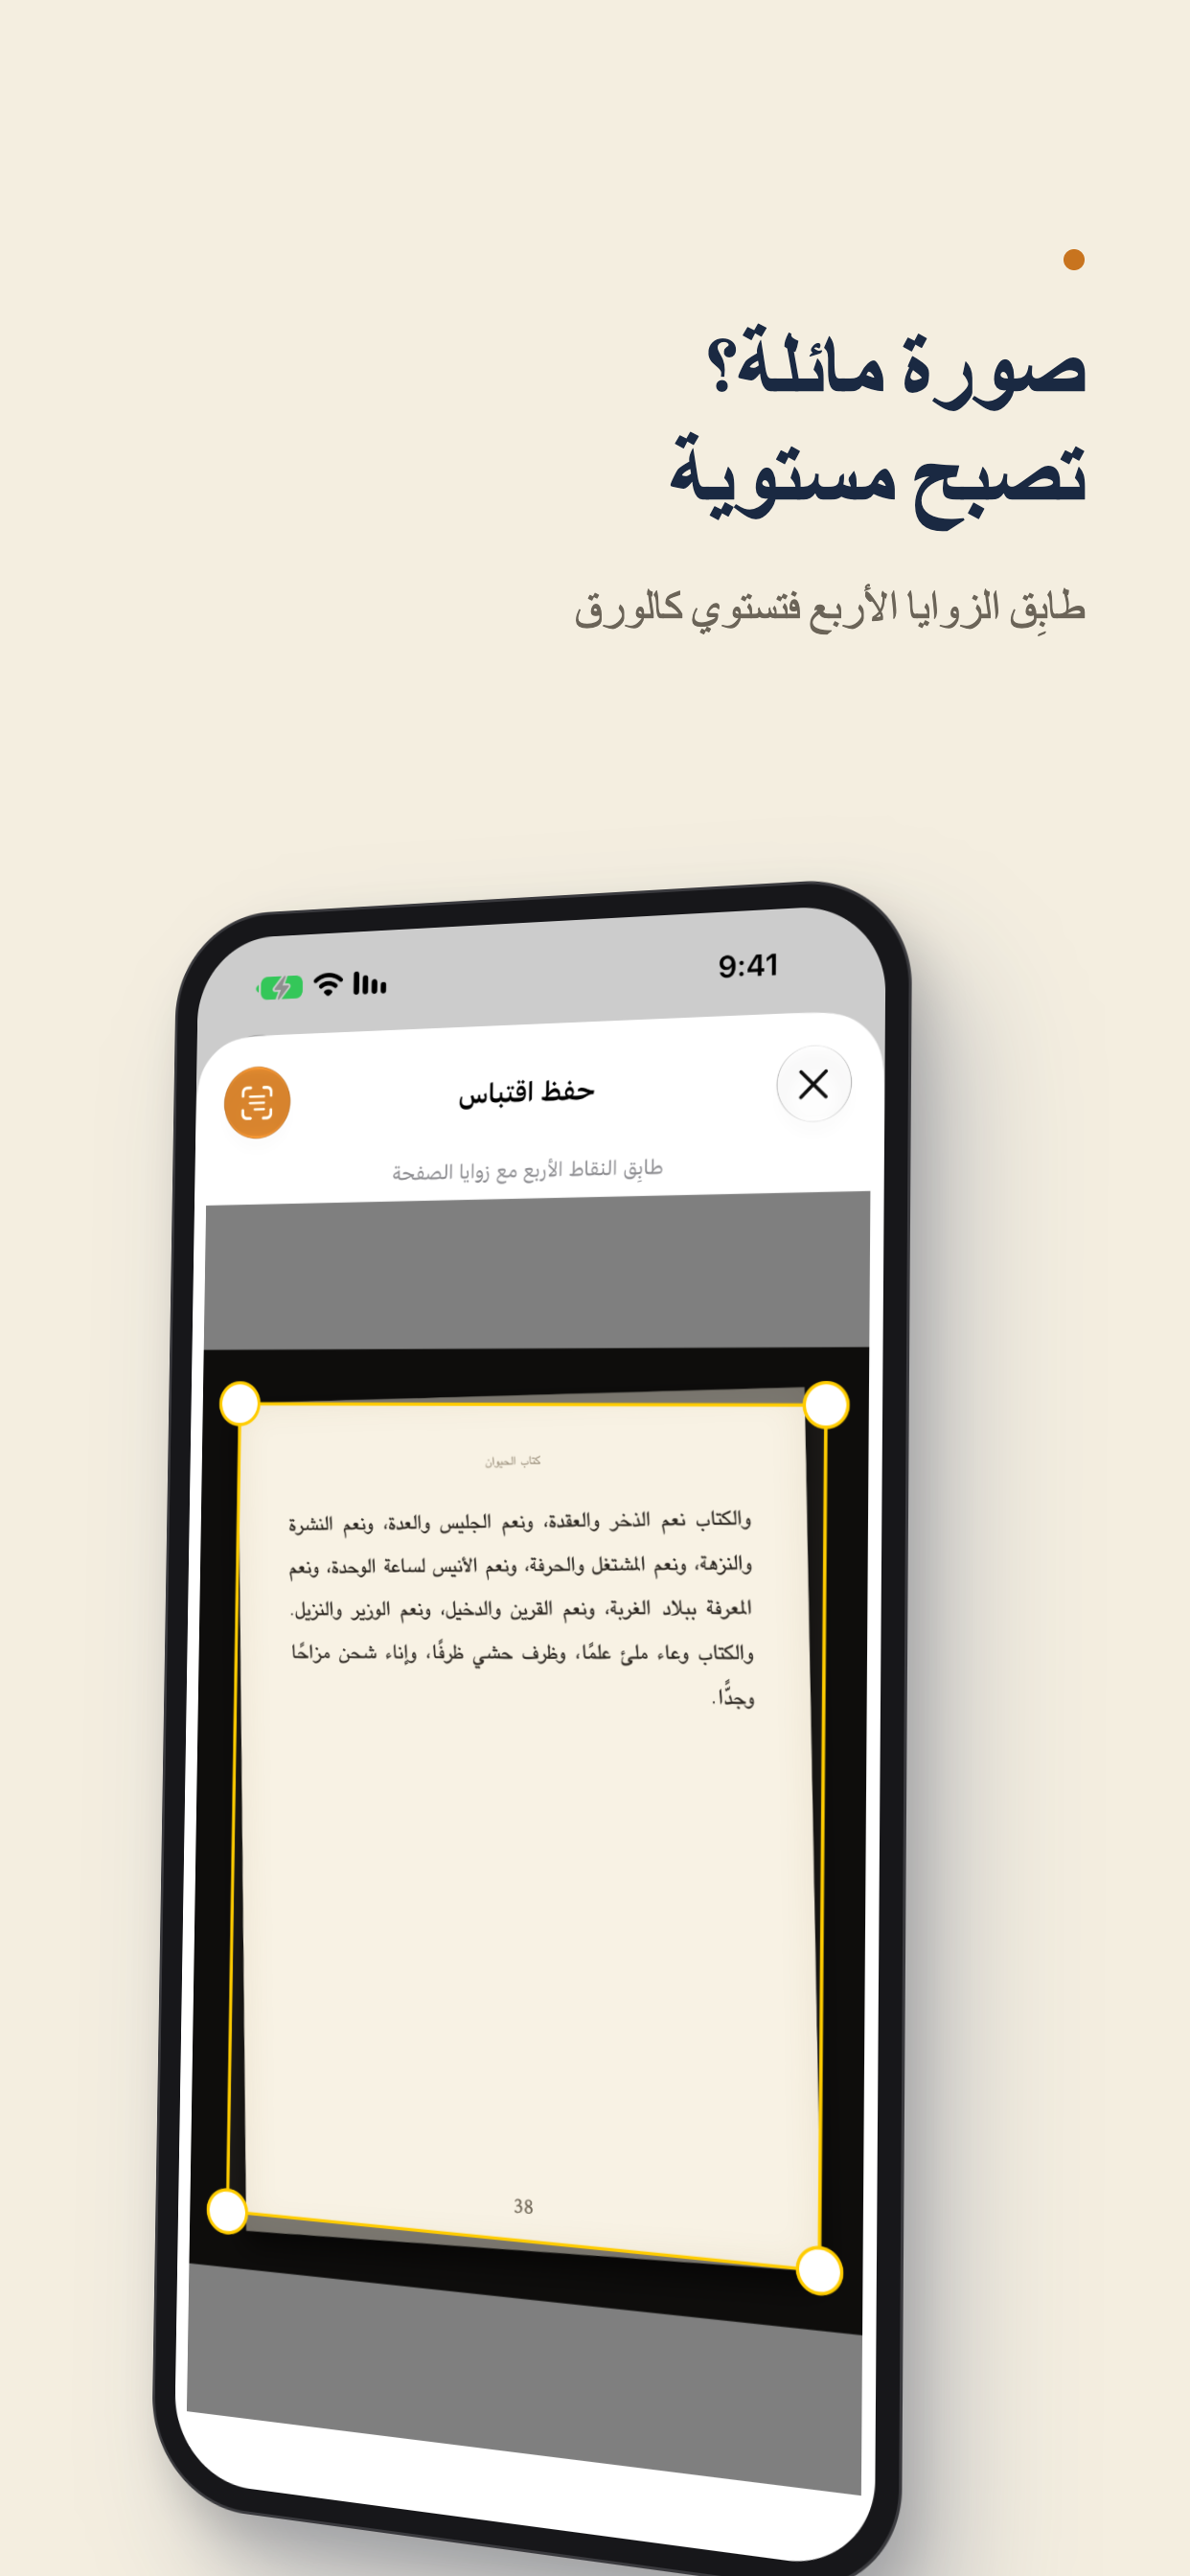 صورة مائلة؟
تصبح مستوية
طابِق الزوايا الأربع فتستوي كالورق
9:41
حفظ اقتباس
طابِق النقاط الأربع مع زوايا الصفحة
كتاب الحيوان
والكتاب نعم الذخر والعقدة، ونعم الجليس والعدة، ونعم النشرة
والنزهة، ونعم المشتغل والحرفة، ونعم الأنيس لساعة الوحدة، ونعم
المعرفة ببلاد الغربة، ونعم القرين والدخيل، ونعم الوزير والنزيل.
والكتاب وعاء ملئ علمًا، وظرف حشي ظرفًا، وإناء شحن مزاحًا
وجدًّا.
38